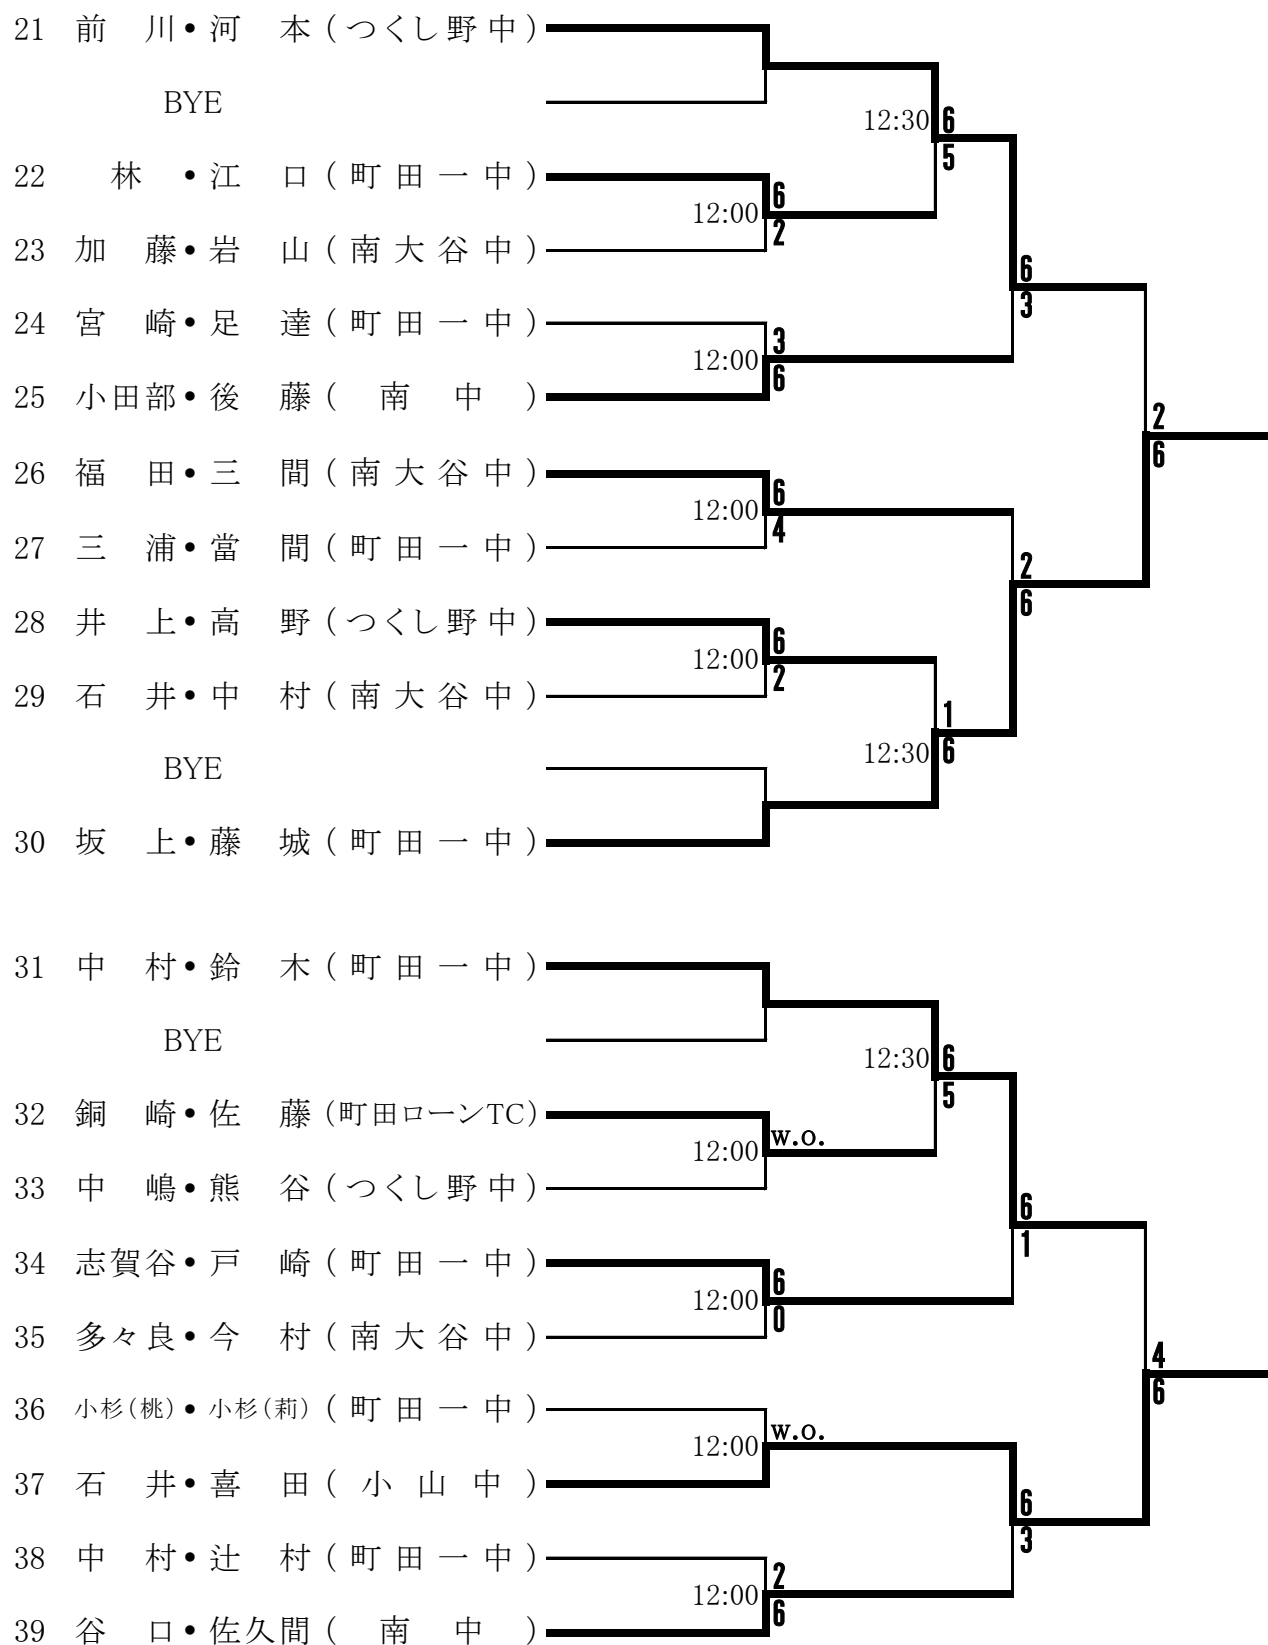 21 前 川・河 本（つくし野中）
BYE
12:30 6
5
22 林 ・江 口（町田一中）
12:00 6
2
23 加 藤・岩 山（南大谷中）
6
3
24 宮 崎・足 達（町田一中）
12:00 3
6
25 小田部・後 藤（ 南 中 ）
2
6
26 福 田・三 間（南大谷中）
12:00 6
4
27 三 浦・當 間（町田一中）
2
6
28 井 上・高 野（つくし野中）
12:00 6
2
29 石 井・中 村（南大谷中）
1
12:30 6
BYE
30 坂 上・藤 城（町田一中）
31 中 村・鈴 木（町田一中）
BYE
12:30 6
5
32 銅 崎・佐 藤（町田ローンTC）
12:00 w.o.
33 中 嶋・熊 谷（つくし野中）
6
1
34 志賀谷・戸 崎（町田一中）
12:00 6
0
35 多々良・今 村（南大谷中）
4
6
36 小杉(桃)・小杉(莉)（町田一中）
12:00 w.o.
37 石 井・喜 田（小山中）
6
3
38 中 村・辻 村（町田一中）
12:00 2
6
39 谷 口・佐久間（ 南 中 ）